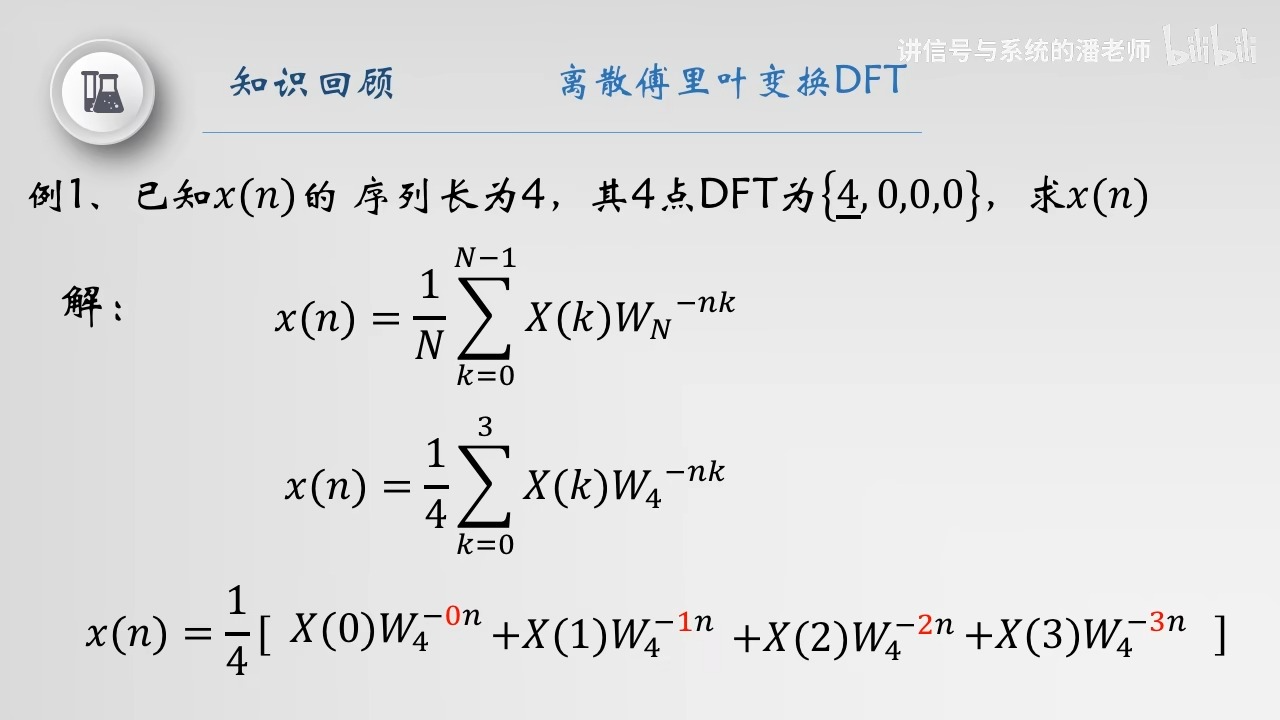 讲信号与系统的潘老师 bilibili
知识回顾 离散傅里叶变换DFT
例1、已知x(n)的 序列长为4，其4点DFT为{4, 0,0,0}，求x(n)
解：
x(n) = \frac{1}{N} \sum_{k=0}^{N-1} X(k)W_N^{-nk}
x(n) = \frac{1}{4} \sum_{k=0}^{3} X(k)W_4^{-nk}
x(n) = \frac{1}{4} [ X(0)W_4^{-0n} +X(1)W_4^{-1n} +X(2)W_4^{-2n} +X(3)W_4^{-3n} ]